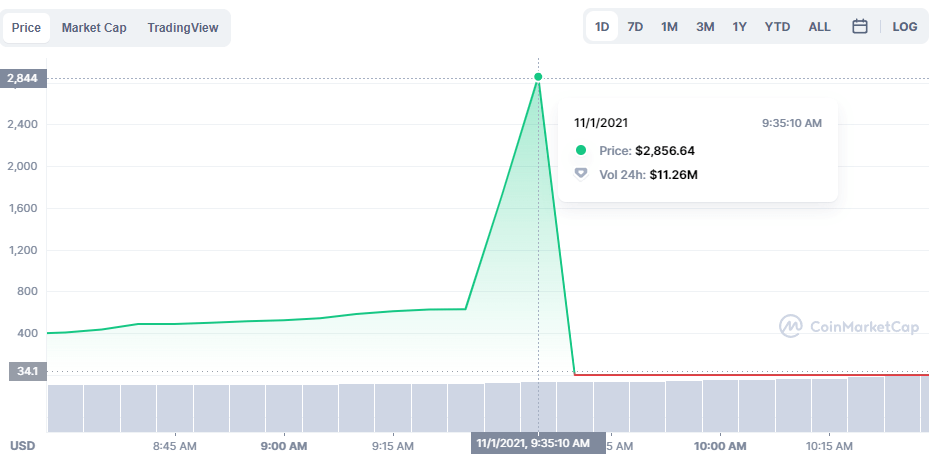 Price Market Cap TradingView
1D 7D 1M 3M 1Y YTD ALL LOG
2,844
2,400
2,000
1,600
1,200
800
400
34.1
11/1/2021 9:35:10 AM
Price: $2,856.64
Vol 24h: $11.26M
CoinMarketCap
USD 8:45 AM 9:00 AM 9:15 AM 11/1/2021, 9:35:10 AM 5 AM 10:00 AM 10:15 AM